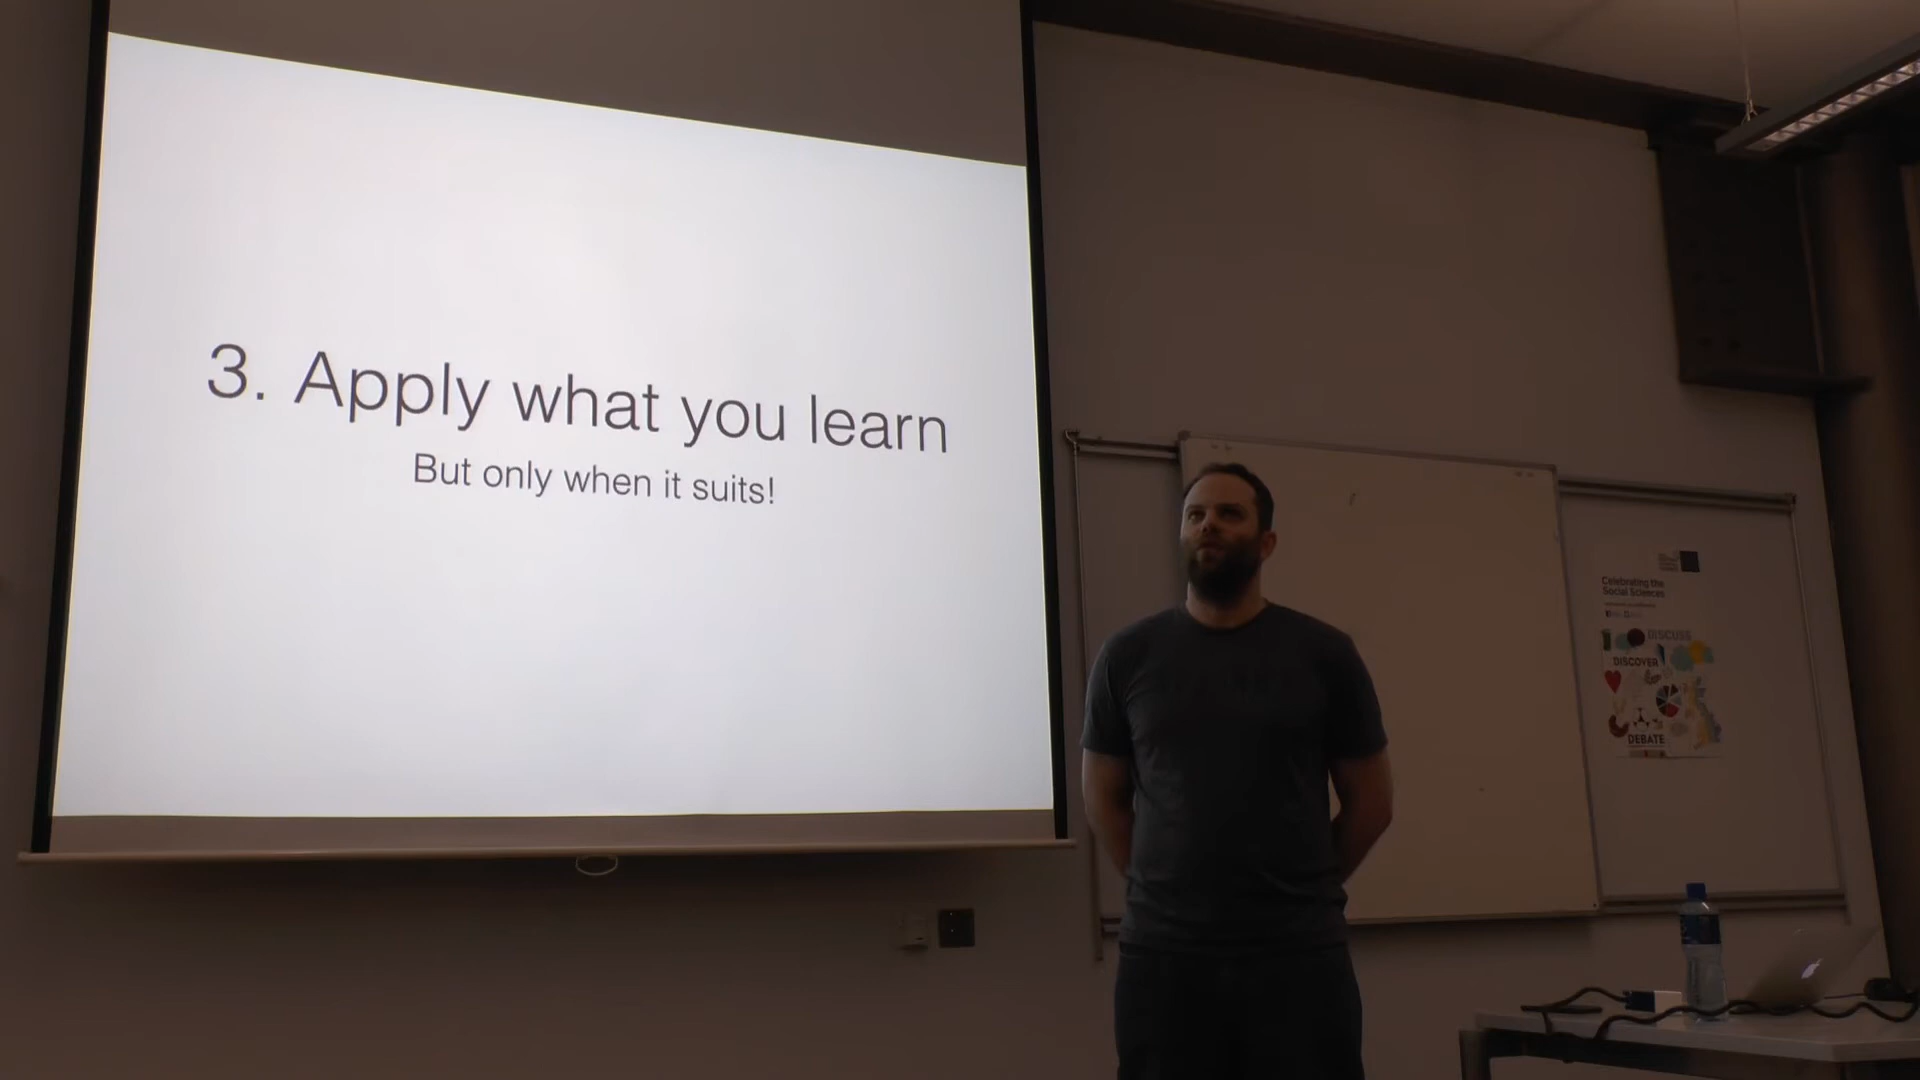 3. Apply what you learn
But only when it suits!
Celebrating the
Social Sciences
DISCUSS
DISCOVER
DEBATE